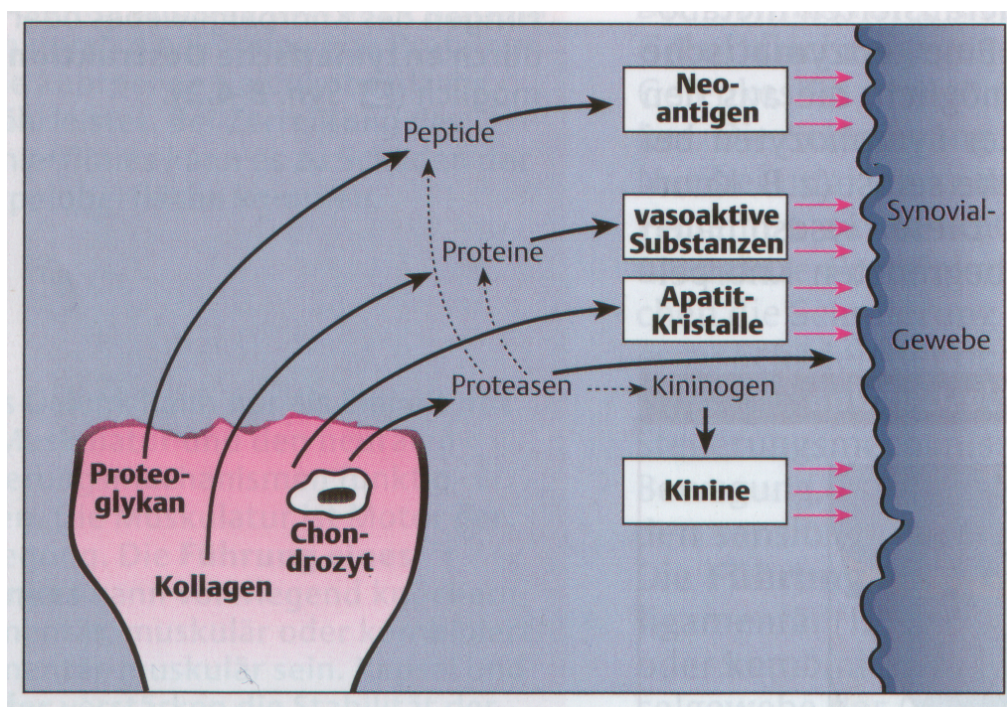 Neo-
antigen
Peptide
vasoaktive
Substanzen
Synovial-
Proteine
Apatit-
Kristalle
Gewebe
Proteasen
Kininogen
Proteo-
glykan
Kinine
Chon-
drozyt
Kollagen